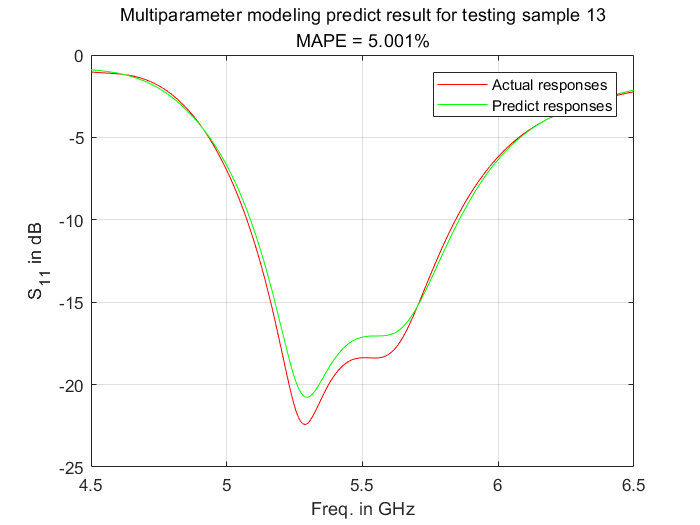 Multiparameter modeling predict result for testing sample 13
MAPE = 5.001%
0
-5
-10
-15
-20
-25
S11 in dB
Actual responses
Predict responses
4.5
5
5.5
6
6.5
Freq. in GHz